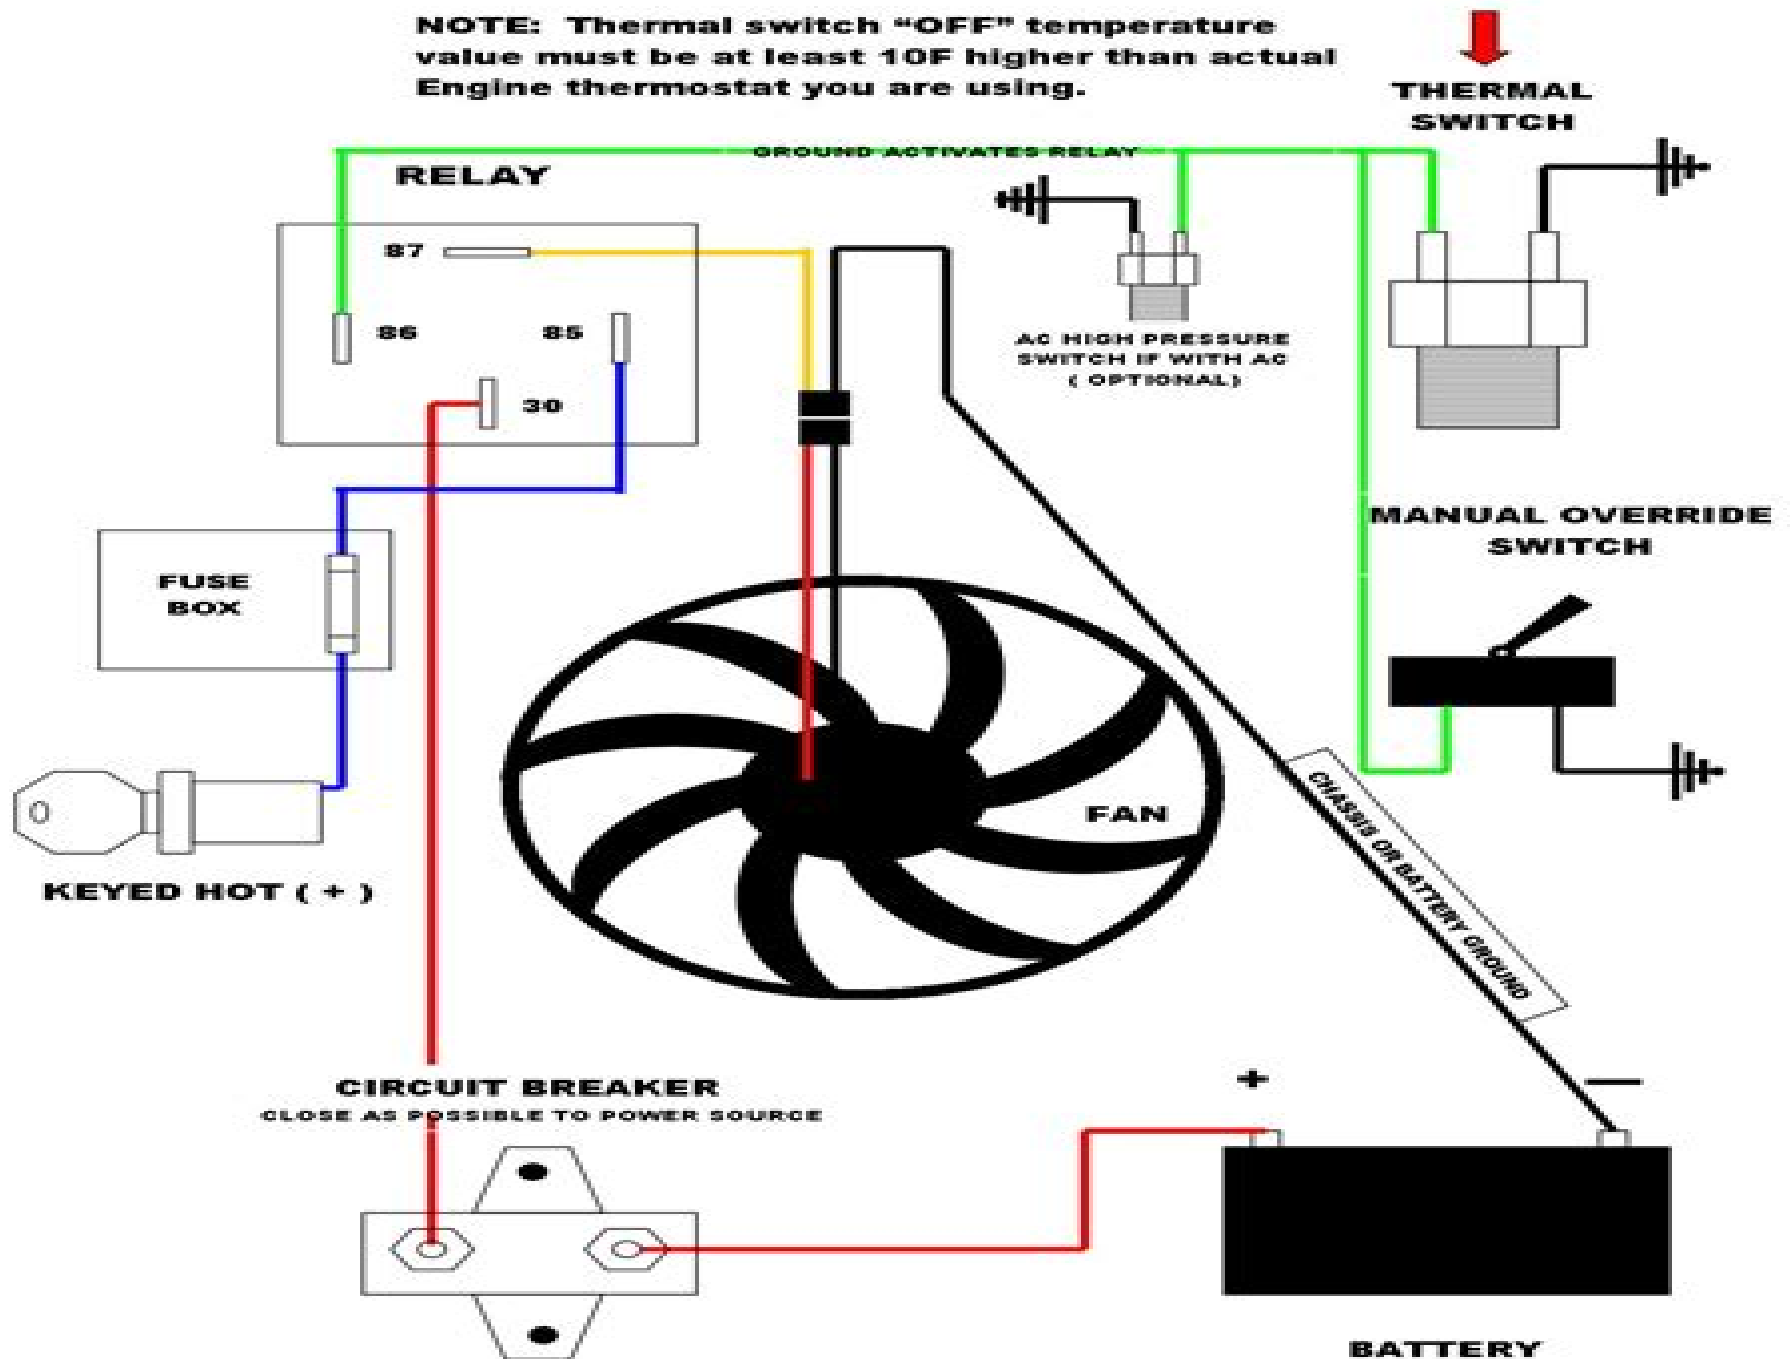 NOTE: Thermal switch “OFF” temperature
value must be at least 10F higher than actual
Engine thermostat you are using.
THERMAL
SWITCH
GROUND ACTIVATES RELAY
RELAY
87
86
85
30
AC HIGH PRESSURE
SWITCH IF WITH AC
( OPTIONAL)
MANUAL OVERRIDE
SWITCH
FUSE
BOX
FAN
CHASSIS OR BATTERY GROUND
KEYED HOT ( + )
CIRCUIT BREAKER
CLOSE AS POSSIBLE TO POWER SOURCE
+ —
BATTERY